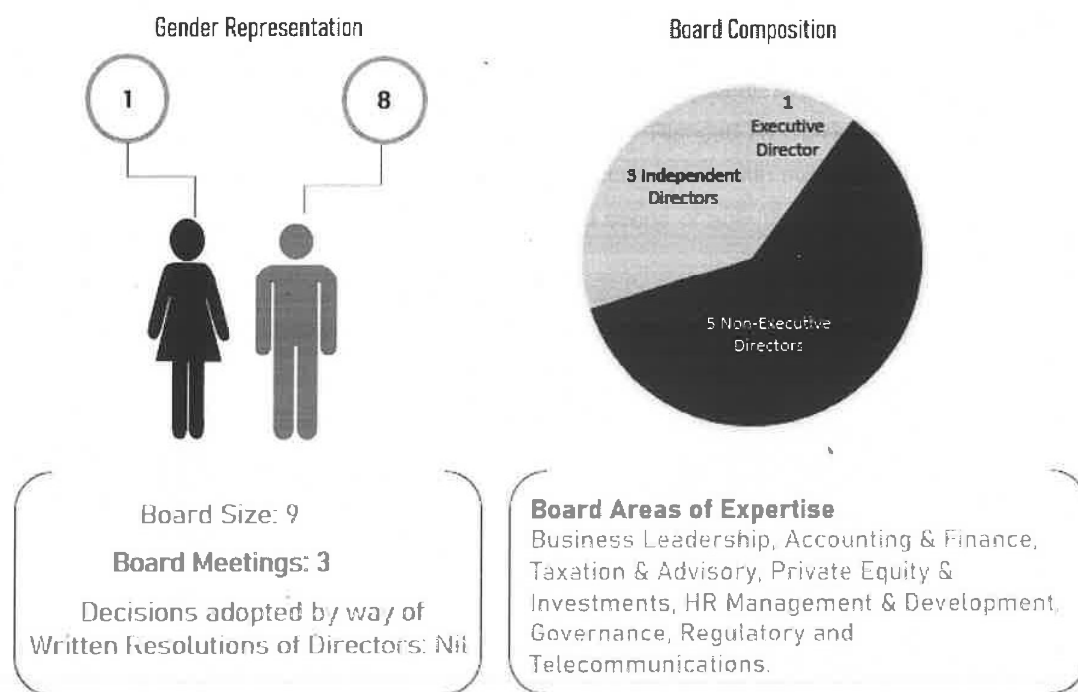 Gender Representation
1
8
Board Composition
1
Executive
Director
3 Independent
Directors
5 Non-Executive
Directors
Board Size: 9
Board Meetings: 3
Decisions adopted by way of
Written Resolutions of Directors: Nil
Board Areas of Expertise
Business Leadership, Accounting & Finance,
Taxation & Advisory, Private Equity &
Investments, HR Management & Development,
Governance, Regulatory and
Telecommunications.